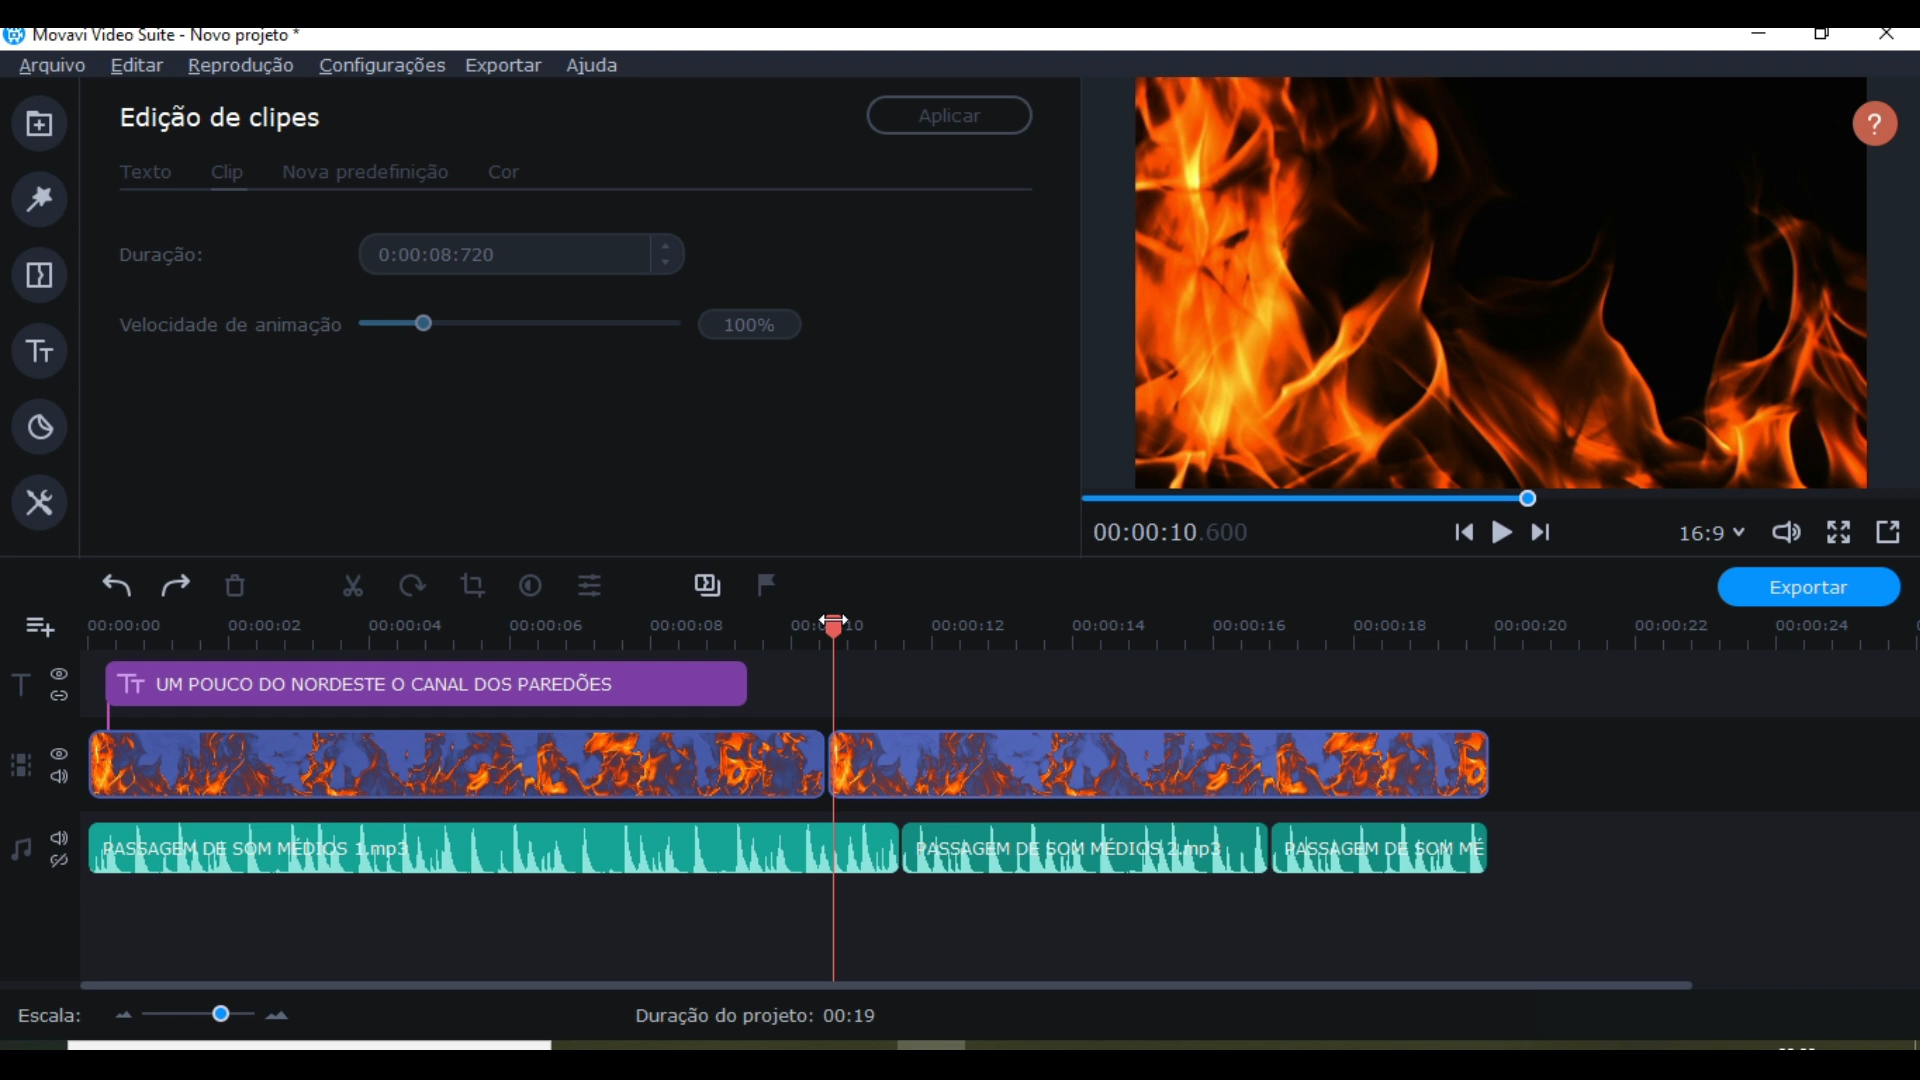 Movavi Video Suite - Novo projeto *
Arquivo Editar Reprodução Configurações Exportar Ajuda
Edição de clipes
Aplicar
?
Texto Clip Nova predefinição Cor
Duração: 0:00:08:720
Velocidade de animação 100%
00:00:10.600
16:9
Exportar
00:00:00 00:00:02 00:00:04 00:00:06 00:00:08 00:00:10 00:00:12 00:00:14 00:00:16 00:00:18 00:00:20 00:00:22 00:00:24
UM POUCO DO NORDESTE O CANAL DOS PAREDÕES
PASSAGEM DE SOM MÉDIOS 1.mp3 PASSAGEM DE SOM MÉDIOS 2.mp3 PASSAGEM DE SOM MÉ
Escala: Duração do projeto: 00:19